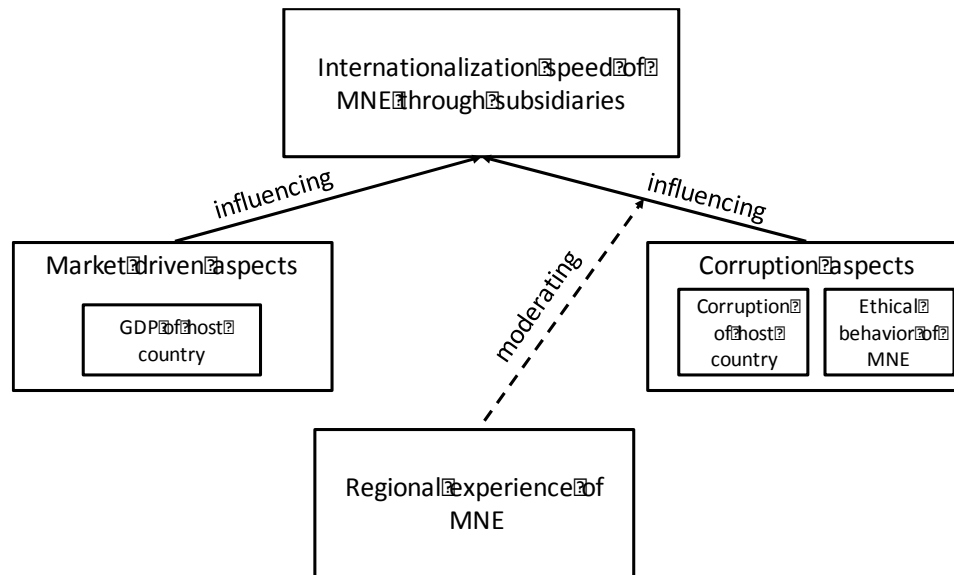 Internationalization⍰speed⍰of⍰
MNE⍰through⍰subsidiaries
influencing
influencing
Market⍰driven⍰aspects
GDP⍰of⍰host⍰
country
moderating
Corruption⍰aspects
Corruption⍰
of⍰host⍰
country
Ethical⍰
behavior⍰of⍰
MNE
Regional⍰experience⍰of⍰
MNE